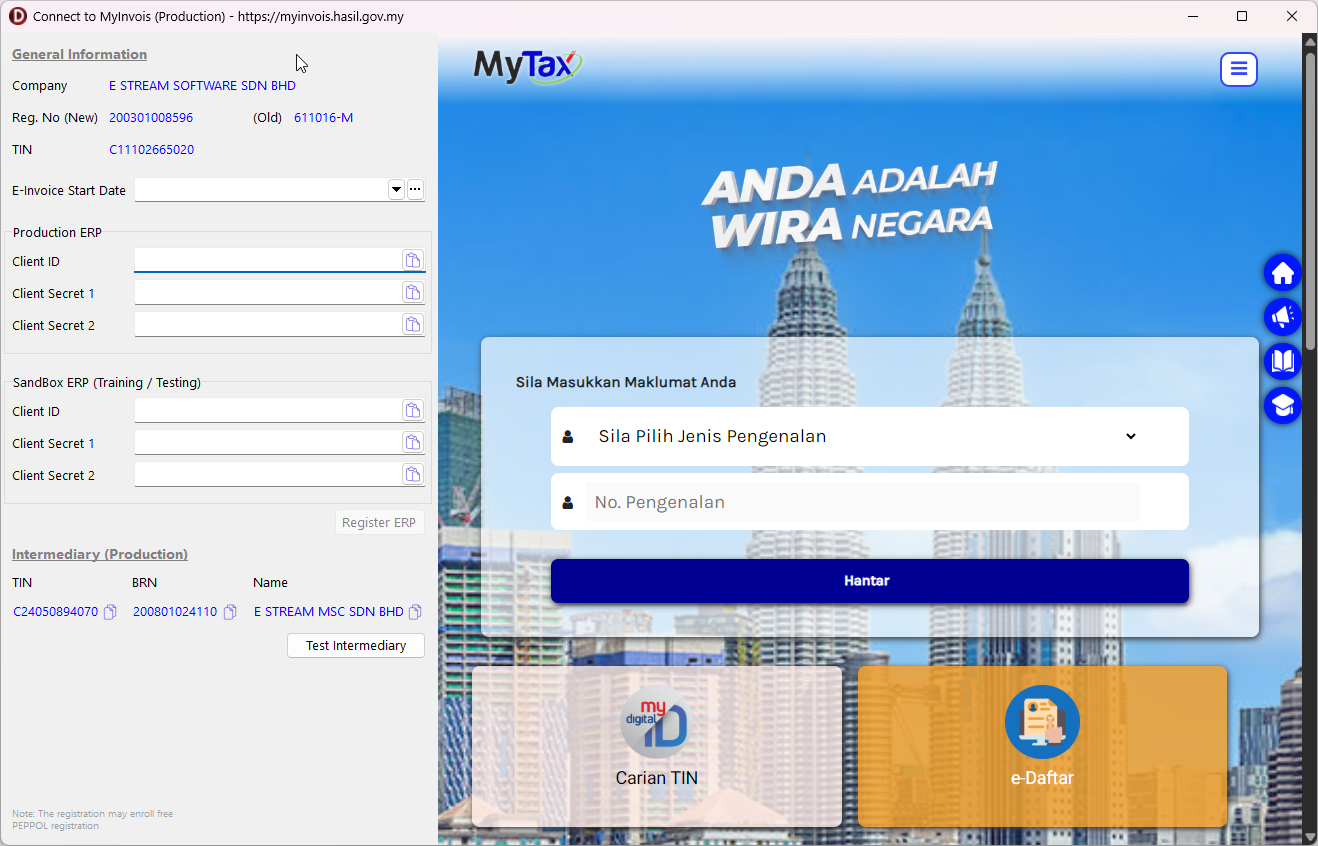 Connect to MyInvois (Production) - https://myinvois.hasil.gov.my
General Information
Company E STREAM SOFTWARE SDN BHD
Reg. No (New) 200301008596 (Old) 611016-M
TIN C11102665020
E-Invoice Start Date
Production ERP
Client ID
Client Secret 1
Client Secret 2
SandBox ERP (Training / Testing)
Client ID
Client Secret 1
Client Secret 2
Register ERP
Intermediary (Production)
TIN BRN Name
C24050894070 200801024110 E STREAM MSC SDN BHD
Test Intermediary
Note: The registration may enroll free
PEPPOL registration
MyTax
ANDA ADALAH
WIRA NEGARA
Sila Masukkan Maklumat Anda
Sila Pilih Jenis Pengenalan
No. Pengenalan
Hantar
my
digital ID
Carian TIN
e-Daftar